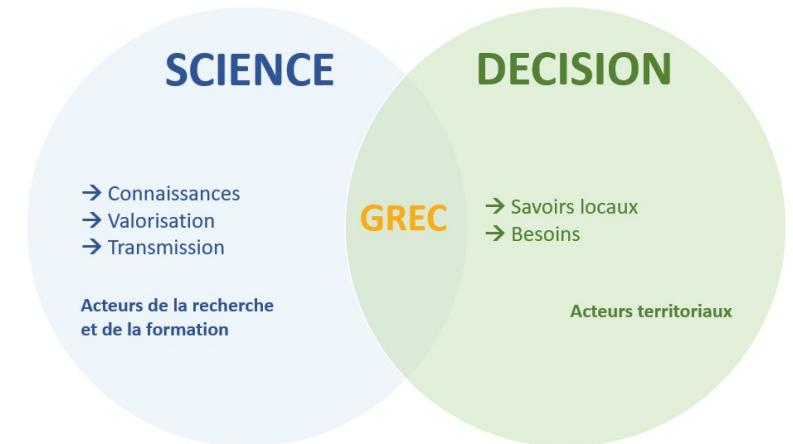 SCIENCE
→ Connaissances
→ Valorisation
→ Transmission
Acteurs de la recherche
et de la formation
GREC
DECISION
→ Savoirs locaux
→ Besoins
Acteurs territoriaux